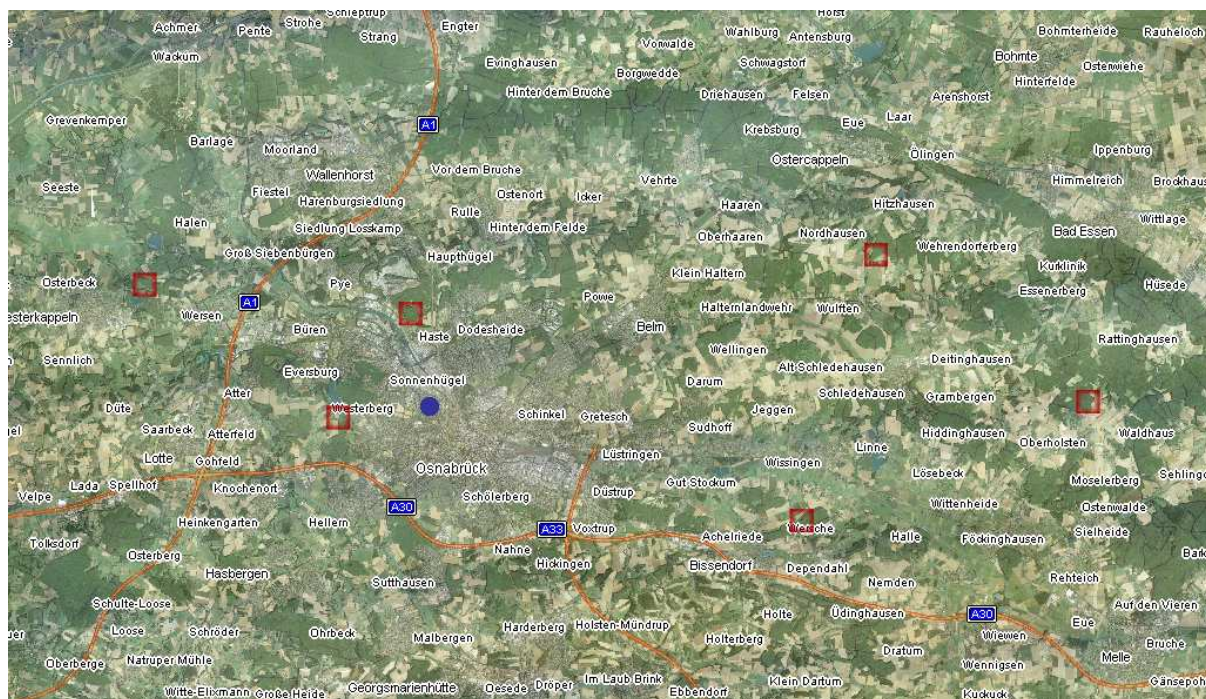 Schleptrup
Horst
Achmer
Pente
Strohe
Engter
Wahlburg
Antensburg
Bohmterheide
Rauheloch
Strang
Vorwalde
Wackum
Evinghausen
Borgwedde
Schwagstorf
Bohmte
Osterwiehe
Hinterfelde
Hinter dem Bruche
Driehausen
Felsen
Arenshorst
Grevenkemper
A1
Krebsburg
Eue
Laar
Barlage
Moorland
Ölingen
Ippenburg
Wallenhorst
Vor dem Bruche
Ostercappeln
Seeste
Fiestel
Vehrte
Himmelreich
Harenburgsiedlung
Ostenort
Icker
Haaren
Hitzhausen
Halen
Rulle
Wittlage
Siedlung Losskamp
Hinter dem Felde
Oberhaaren
Nordhausen
Bad Essen
Groß Siebenbürgen
Haupthügel
Wehrendorferberg
Osterbeck
Pye
Klein Haltern
Kurklinik
Hüsede
A1
Powe
Essenerberg
Wersen
Halternlandwehr
Wulften
Büren
Haste
Dodesheide
Belm
Rattinghausen
Sennlich
Wellingen
Deitinghausen
Eversburg
Alt Schledehausen
Sonnenhügel
Darum
Atter
Schledehausen
Grambergen
Düte
Westerberg
Schinkel
Gretesch
Jeggen
Saarbeck
Atterfeld
Sudhoff
Hiddinghausen
Waldhaus
Oberholsten
Lotte
Gohfeld
Osnabrück
Lüstringen
Wissingen
Linne
Lada
Spellhof
Knochenort
Gut Stockum
Lösebeck
Moselerberg
Velpe
Schölerberg
Düstrup
Wittenheide
Ostenwalde
A30
Heinkengarten
Hellern
A33
Voxtrup
Wersche
Sielheide
Tolksdorf
Achelriede
Halle
Föckinghausen
Osterberg
Nahne
Hickingen
Bissendorf
Dependahl
Hasbergen
Sutthausen
Nemden
Rehteich
Schulte-Loose
Holte
Üdinghausen
A30
Auf den Vieren
Loose
Schröder
Ohrbeck
Malbergen
Harderberg
Holsten-Mündrup
Holterberg
Eue
Wiewen
Bruche
Dratum
Oberberge
Natruper Mühle
Wennigsen
Melle
Im Laub Brink
Klein Dartum
Witte-Elixmann
Große Heide
Georgsmarienhütte
Oesede
Dröper
Ebbendorf
Kuckuck